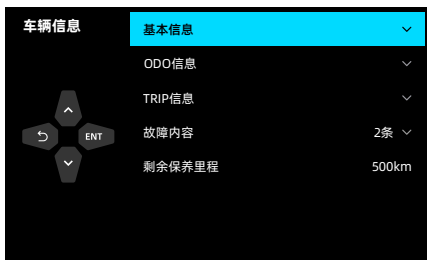 车辆信息
基本信息
ODO信息
TRIP信息
ENT
故障内容 2条
剩余保养里程 500km